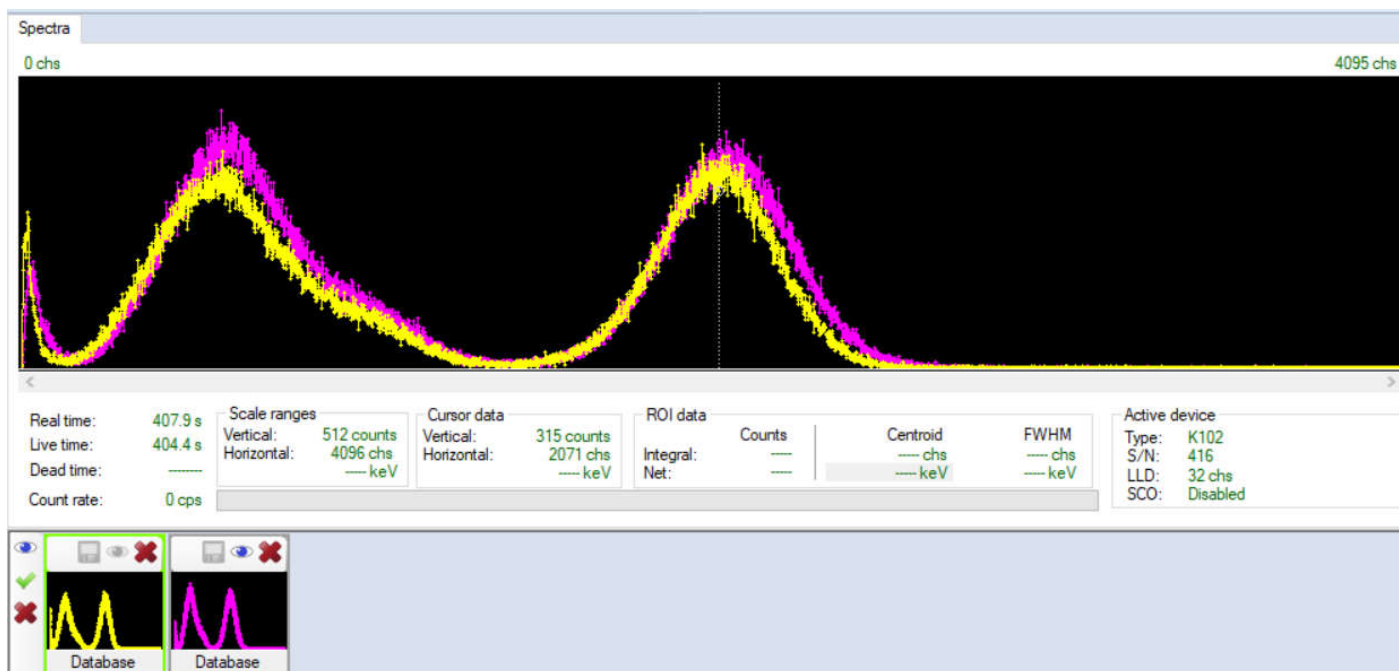 Spectra
0 chs 4095 chs
Real time: 407.9 s
Live time: 404.4 s
Dead time: --------
Count rate: 0 cps
Scale ranges
Vertical: 512 counts
Horizontal: 4096 chs
----- keV
Cursor data
Vertical: 315 counts
Horizontal: 2071 chs
----- keV
ROI data
Counts Centroid FWHM
Integral: ----- ----- chs ----- chs
Net: ----- ----- keV ----- keV
Active device
Type: K102
S/N: 416
LLD: 32 chs
SCO: Disabled
Database Database